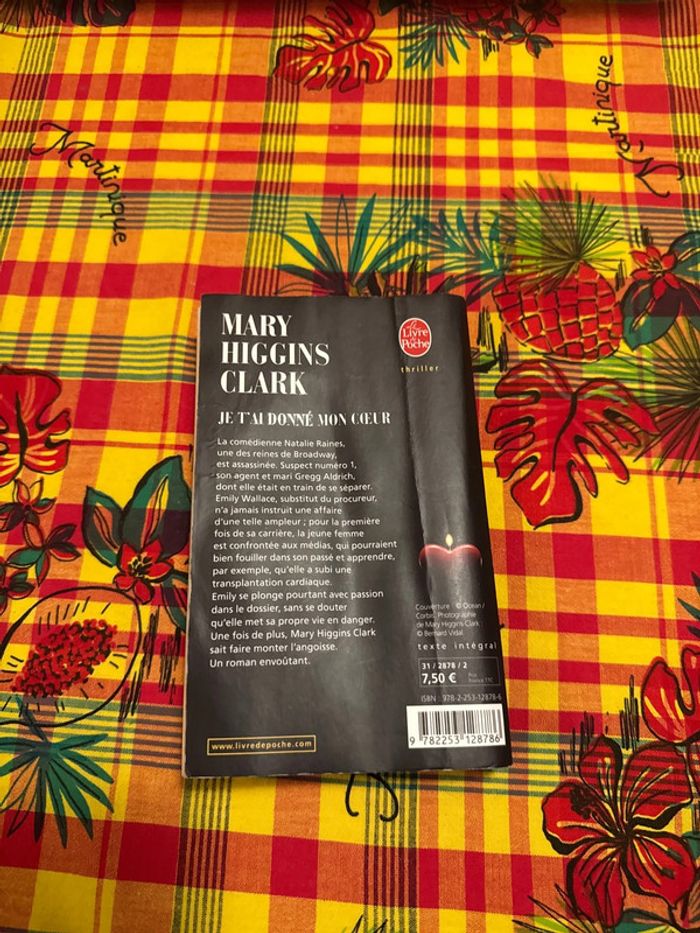 Martinique
Martinique
MARY
HIGGINS
CLARK
Le
Livre
de
Poche
thriller
JE T'AI DONNÉ MON CŒUR
La comédienne Natalie Raines,
une des reines de Broadway,
est assassinée. Suspect numéro 1,
son agent et mari Gregg Aldrich,
dont elle était en train de se séparer.
Emily Wallace, substitut du procureur,
n'a jamais instruit une affaire
d'une telle ampleur ; pour la première
fois de sa carrière, la jeune femme
est confrontée aux médias, qui pourraient
bien fouiller dans son passé et apprendre,
par exemple, qu'elle a subi une
transplantation cardiaque.
Emily se plonge pourtant avec passion
dans le dossier, sans se douter
qu'elle met sa propre vie en danger.
Une fois de plus, Mary Higgins Clark
sait faire monter l'angoisse.
Un roman envoûtant.
Couverture : © Ocean /
Corbis. Photographie
de Mary Higgins Clark :
© Bernard Vidal.
texte intégral
31 / 2878 / 2
7,50 € Prix
France TTC
ISBN : 978-2-253-12878-6
9 782253 128786
www.livredepoche.com